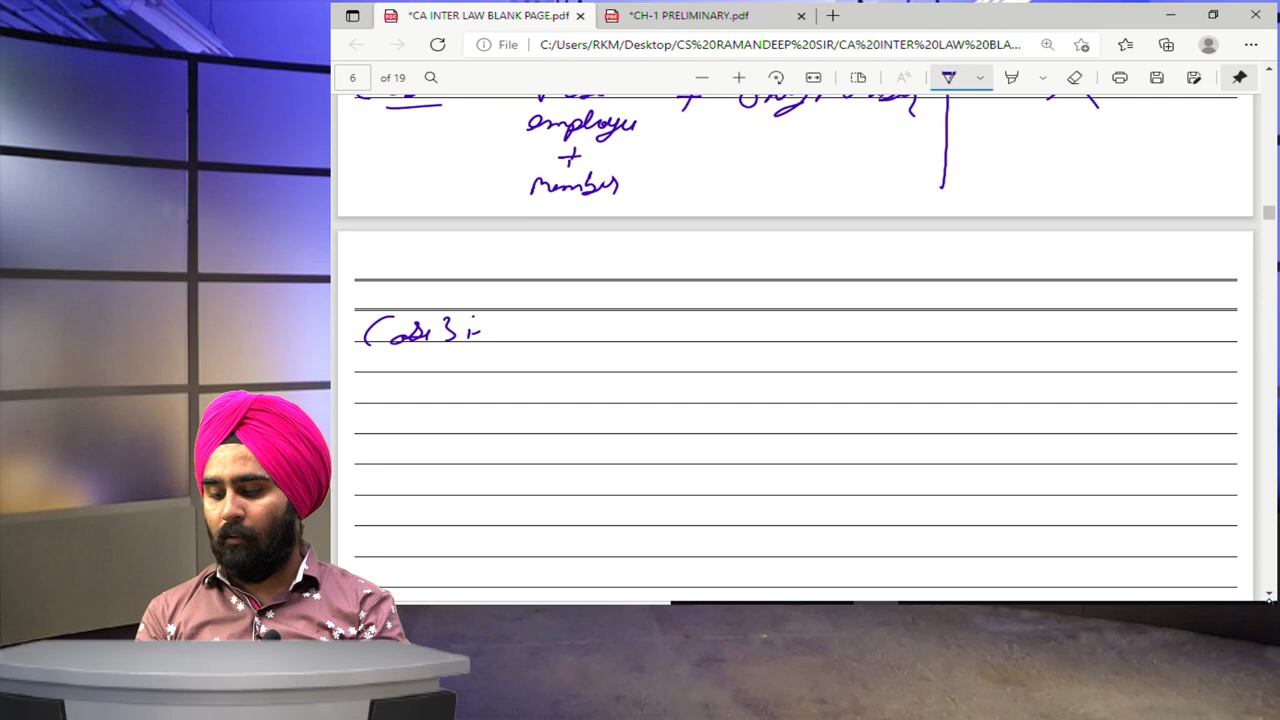 *CA INTER LAW BLANK PAGE.pdf
*CH-1 PRELIMINARY.pdf
File
C:/Users/RKM/Desktop/CS%20RAMANDEEP%20SIR/CA%20INTER%20LAW%20BLA...
6 of 19
+
employee
+
member
Case 3 :-